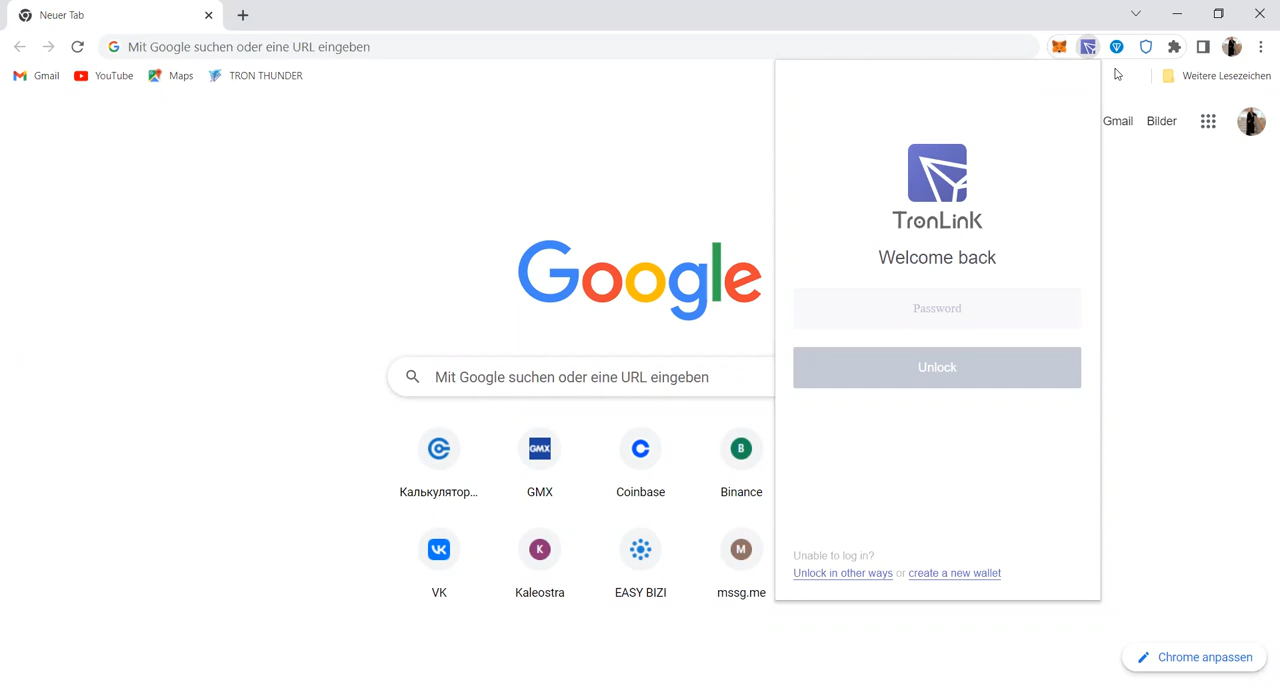 Neuer Tab
Mit Google suchen oder eine URL eingeben
Gmail
YouTube
Maps
TRON THUNDER
Weitere Lesezeichen
Gmail
Bilder
TronLink
Welcome back
Password
Unlock
Unable to log in?
Unlock in other ways or create a new wallet
Google
Mit Google suchen oder eine URL eingeben
GMX
B
Калькулятор...
GMX
Coinbase
Binance
K
M
VK
Kaleostra
EASY BIZI
mssg.me
Chrome anpassen